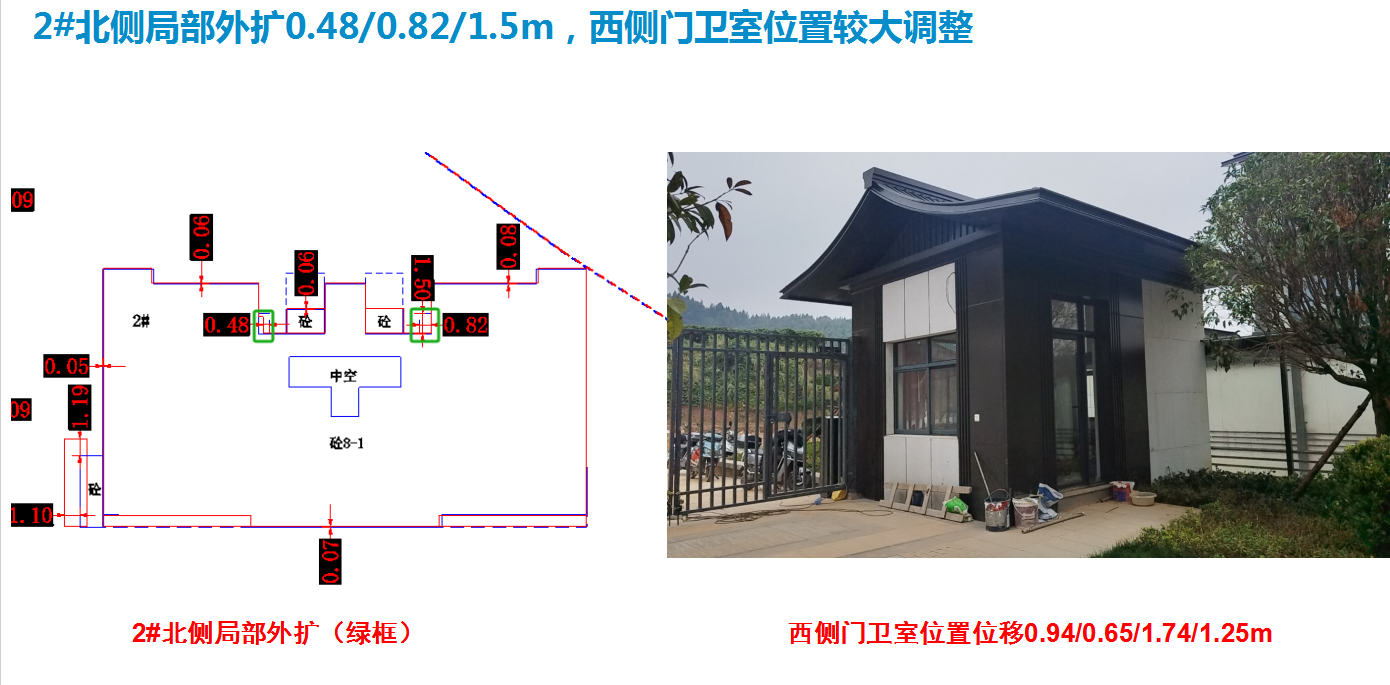 2#北侧局部外扩0.48/0.82/1.5m，西侧门卫室位置较大调整
09
0.06
0.06
1.50
0.08
2#
0.48
砼
砼
0.82
0.05
中空
1.19
09
砼8-1
砼
1.10
0.07
2#北侧局部外扩（绿框）
西侧门卫室位置位移0.94/0.65/1.74/1.25m